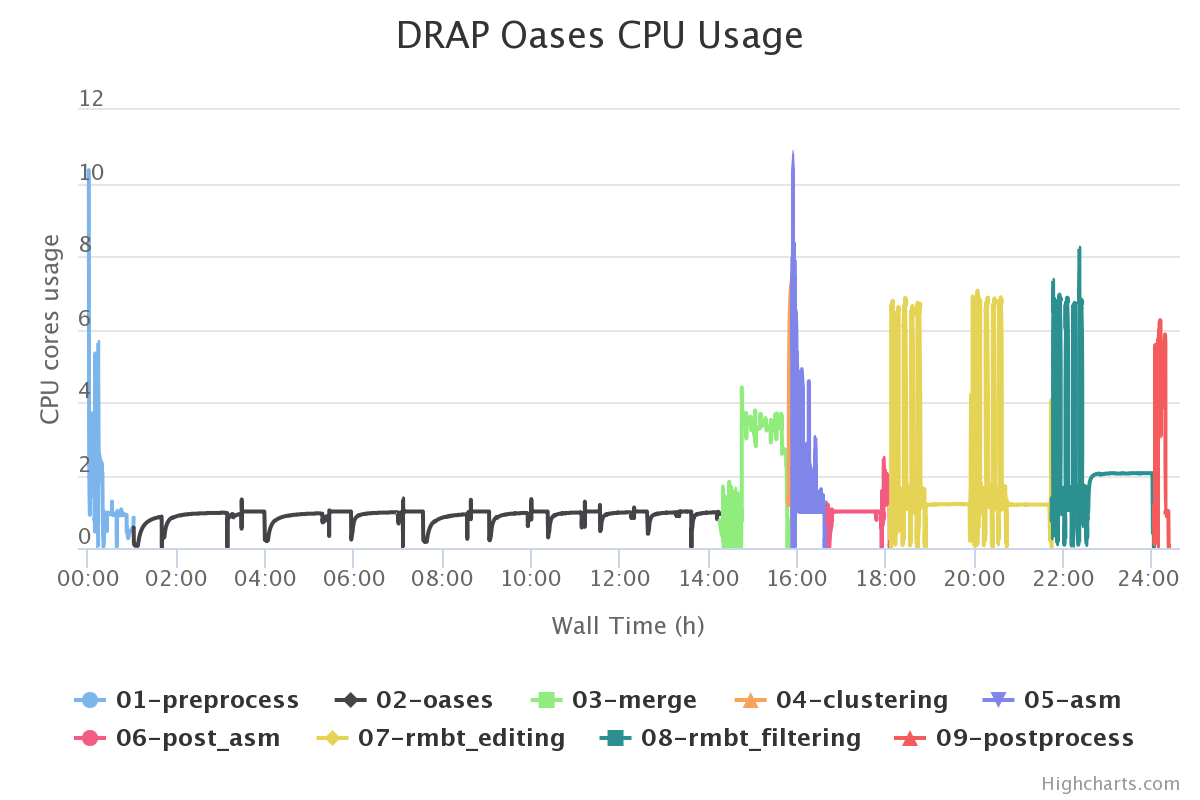 DRAP Oases CPU Usage
12
10
8
6
4
2
0
CPU cores usage
00:00 02:00 04:00 06:00 08:00 10:00 12:00 14:00 16:00 18:00 20:00 22:00 24:00
Wall Time (h)
01-preprocess 02-oases 03-merge 04-clustering 05-asm
06-post_asm 07-rmbt_editing 08-rmbt_filtering 09-postprocess
Highcharts.com